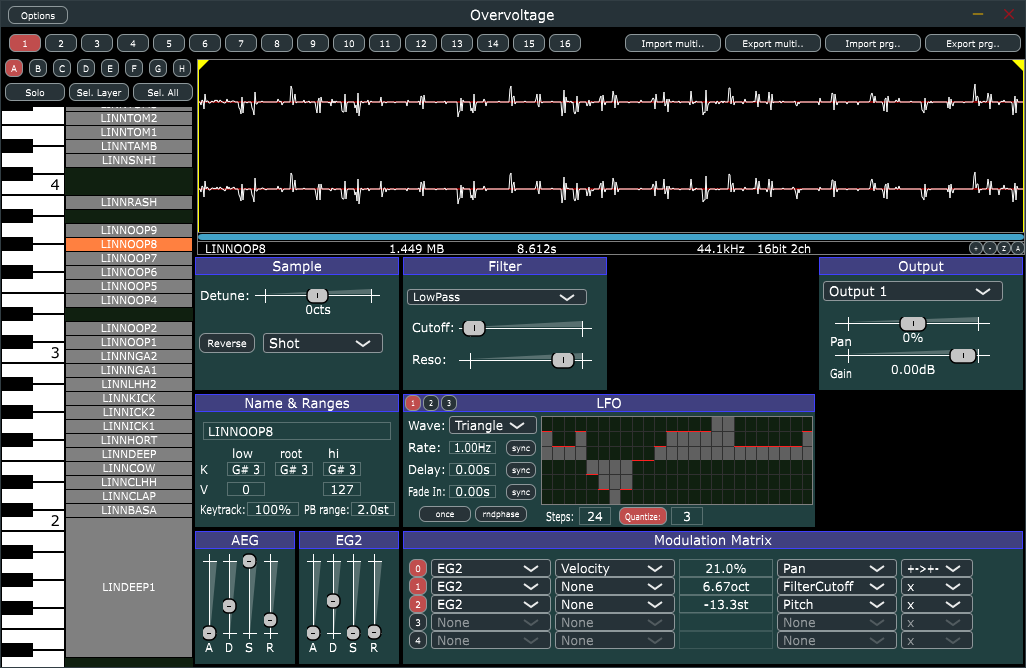 Options
Overvoltage
1 2 3 4 5 6 7 8 9 10 11 12 13 14 15 16 Import multi.. Export multi.. Import prg.. Export prg..
A B C D E F G H
Solo Sel. Layer Sel. All
LINNTOM2
LINNTOM1
LINNTAMB
LINNSNHI
4
LINNRASH
LINNOOP9
LINNOOP8
LINNOOP7
LINNOOP6
LINNOOP5
LINNOOP4
LINNOOP2
LINNOOP1
3
LINNNGA2
LINNNGA1
LINNLHH2
LINNKICK
LINNICK2
LINNICK1
LINNHORT
LINNDEEP
LINNCOW
LINNCLHH
LINNCLAP
LINNBASA
2
LINDEEP1
LINNOOP8 1.449 MB 8.612s 44.1kHz 16bit 2ch + - Z A
Sample
Detune:
0cts
Reverse Shot
Filter
LowPass
Cutoff:
Reso:
Output
Output 1
Pan 0%
Gain 0.00dB
Name & Ranges
LINNOOP8
low root hi
K G# 3 G# 3 G# 3
V 0 127
Keytrack: 100% PB range: 2.0st
1 2 3 LFO
Wave: Triangle
Rate: 1.00Hz sync
Delay: 0.00s sync
Fade In: 0.00s sync
once rndphase Steps: 24 Quantize: 3
AEG
A D S R
EG2
A D S R
Modulation Matrix
0 EG2 Velocity 21.0% Pan +->+-
1 EG2 None 6.67oct FilterCutoff x
2 EG2 None -13.3st Pitch x
3 None None None x
4 None None None x